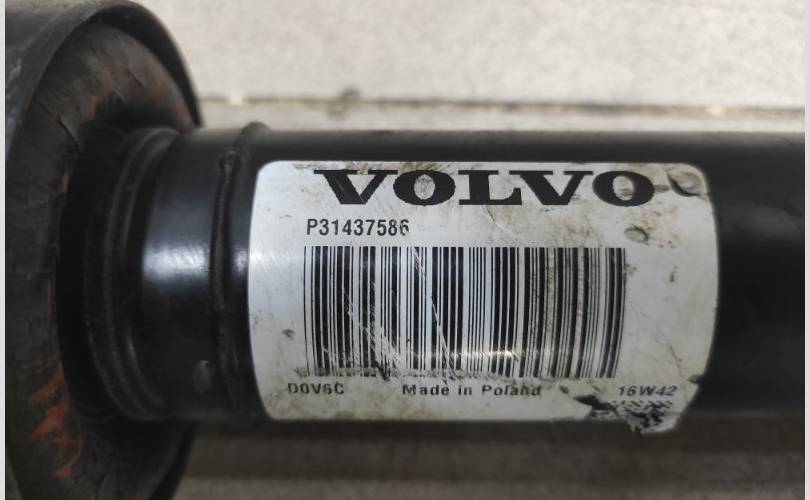 VOLVO
P31437586
D0V6C Made in Poland 16W42